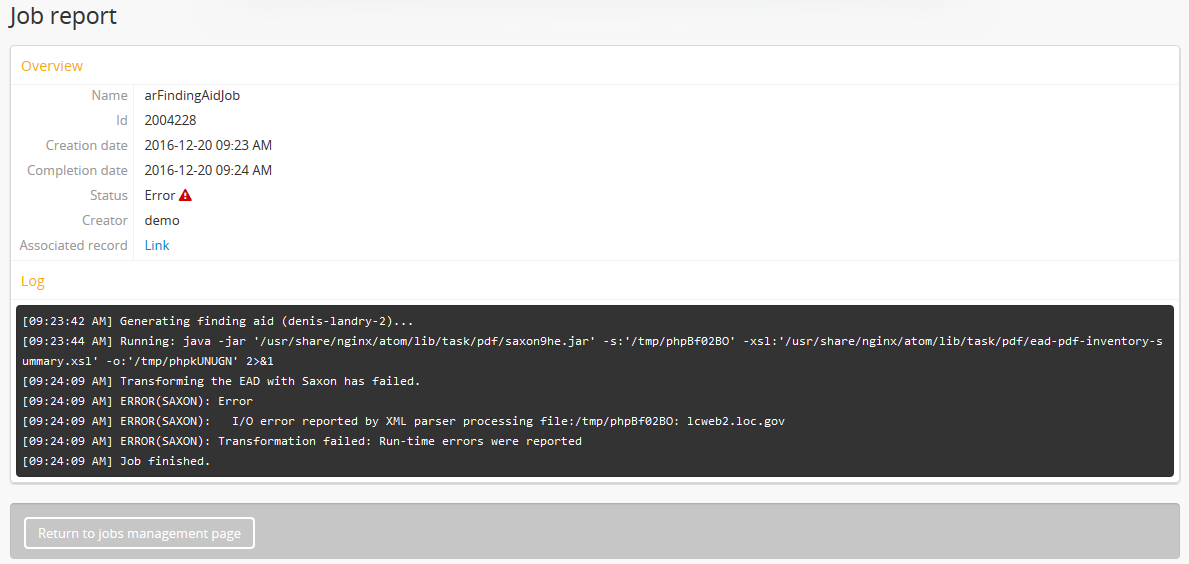 Job report
Overview
Name arFindingAidJob
Id 2004228
Creation date 2016-12-20 09:23 AM
Completion date 2016-12-20 09:24 AM
Status Error
Creator demo
Associated record Link
Log
[09:23:42 AM] Generating finding aid (denis-landry-2)...
[09:23:44 AM] Running: java -jar '/usr/share/nginx/atom/lib/task/pdf/saxon9he.jar' -s:'/tmp/phpBf02BO' -xsl:'/usr/share/nginx/atom/lib/task/pdf/ead-pdf-inventory-s
ummary.xsl' -o:'/tmp/phpkUNUGN' 2>&1
[09:24:09 AM] Transforming the EAD with Saxon has failed.
[09:24:09 AM] ERROR(SAXON): Error
[09:24:09 AM] ERROR(SAXON):   I/O error reported by XML parser processing file:/tmp/phpBf02BO: lcweb2.loc.gov
[09:24:09 AM] ERROR(SAXON): Transformation failed: Run-time errors were reported
[09:24:09 AM] Job finished.
Return to jobs management page